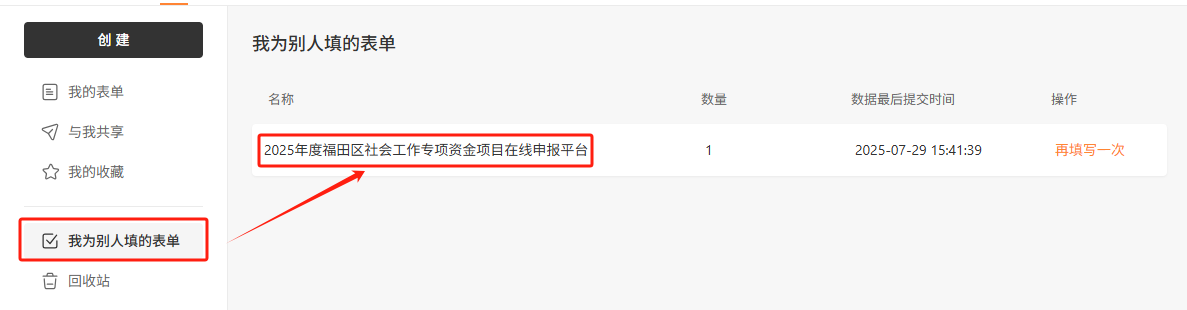 创 建
我的表单
与我共享
我的收藏
我为别人填的表单
回收站
我为别人填的表单
名称 数量 数据最后提交时间 操作
2025年度福田区社会工作专项资金项目在线申报平台 1 2025-07-29 15:41:39 再填写一次